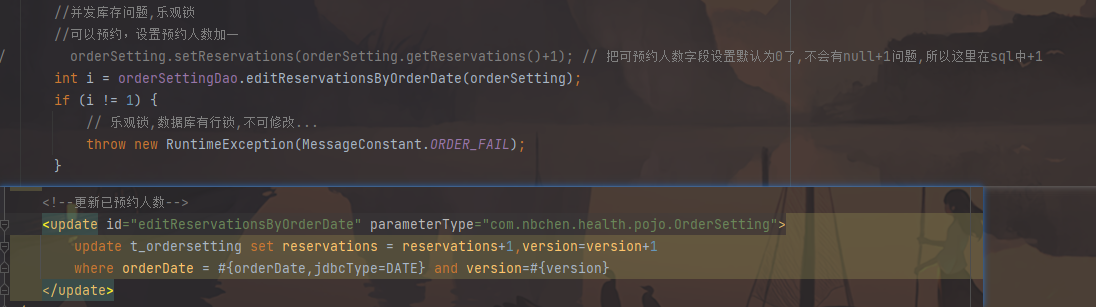 //并发库存问题,乐观锁
//可以预约，设置预约人数加一
/ orderSetting.setReservations(orderSetting.getReservations()+1); // 把可预约人数字段设置默认为0了,不会有null+1问题,所以这里在sql中+1
int i = orderSettingDao.editReservationsByOrderDate(orderSetting);
if (i != 1) {
// 乐观锁,数据库有行锁,不可修改...
throw new RuntimeException(MessageConstant.ORDER_FAIL);
}
<!--更新已预约人数-->
<update id="editReservationsByOrderDate" parameterType="com.nbchen.health.pojo.OrderSetting">
update t_ordersetting set reservations = reservations+1,version=version+1
where orderDate = #{orderDate,jdbcType=DATE} and version=#{version}
</update>